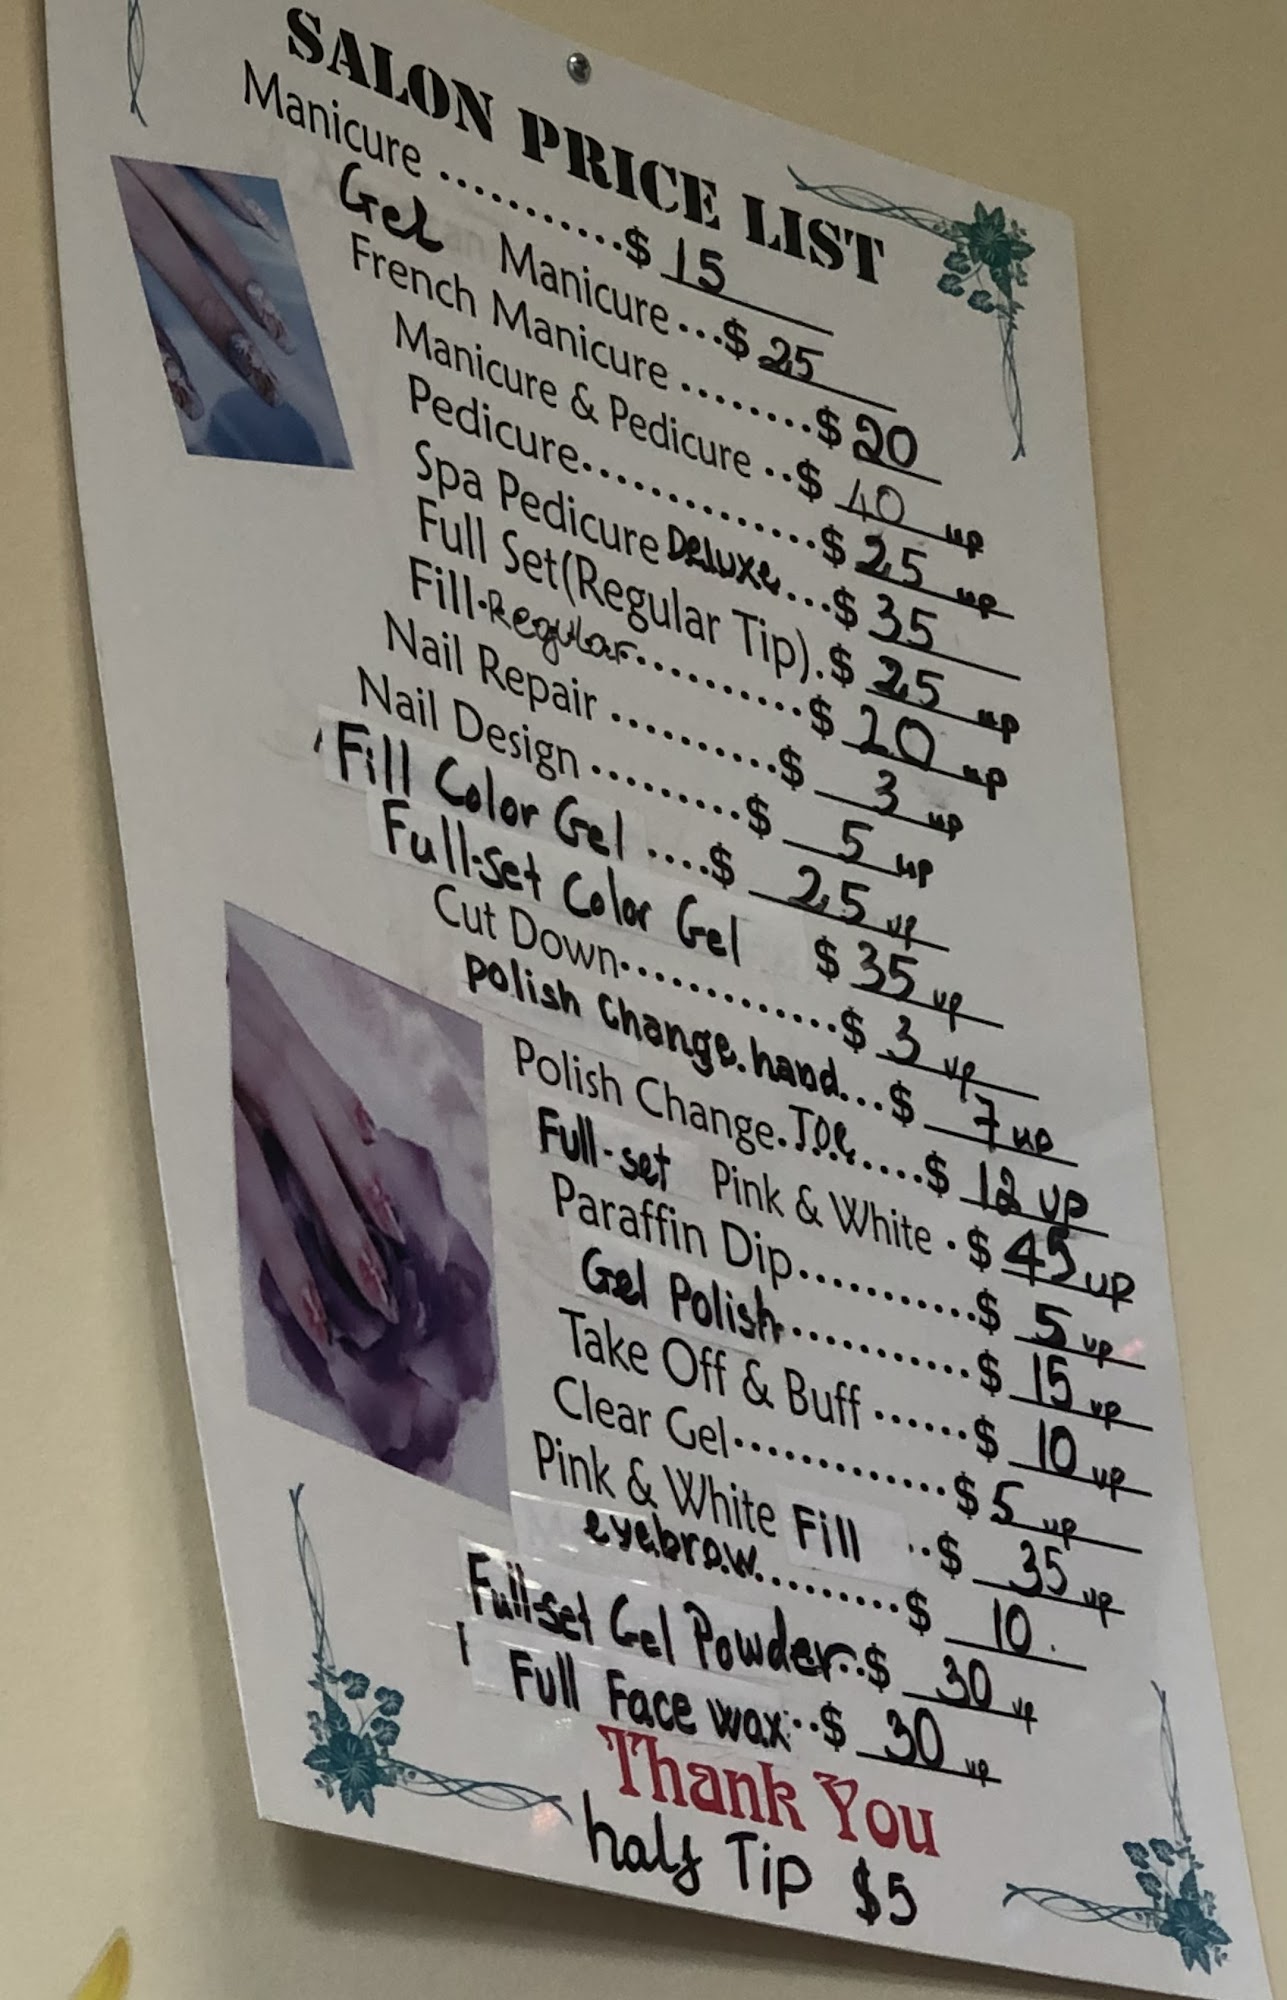 SALON PRICE LIST
Manicure ..........$ 15
Gel Manicure ...$ 25
French Manicure ........$ 20
Manicure & Pedicure ..$ 40 up
Pedicure..............$ 25 up
Spa Pedicure Deluxe...$ 35
Full Set(Regular Tip).$ 25 up
Fill.Regular..........$ 20 up
Nail Repair ..........$ 3 up
Nail Design .........$ 5 up
Fill Color Gel ....$ 25 up
Full-set Color Gel $ 35 up
Cut Down............$ 3 up
Polish Change.hand...$ 7 up
Polish Change.Toe....$ 12 up
Full-set Pink & White .$ 45 up
Paraffin Dip...........$ 5 up
Gel Polish...........$ 15 up
Take Off & Buff ......$ 10 up
Clear Gel.............$ 5 up
Pink & White Fill ..$ 35 up
eyebrow.........$ 10.
Full-set Gel Powder..$ 30 up
Full Face wax..$ 30 up
Thank You
half Tip $5